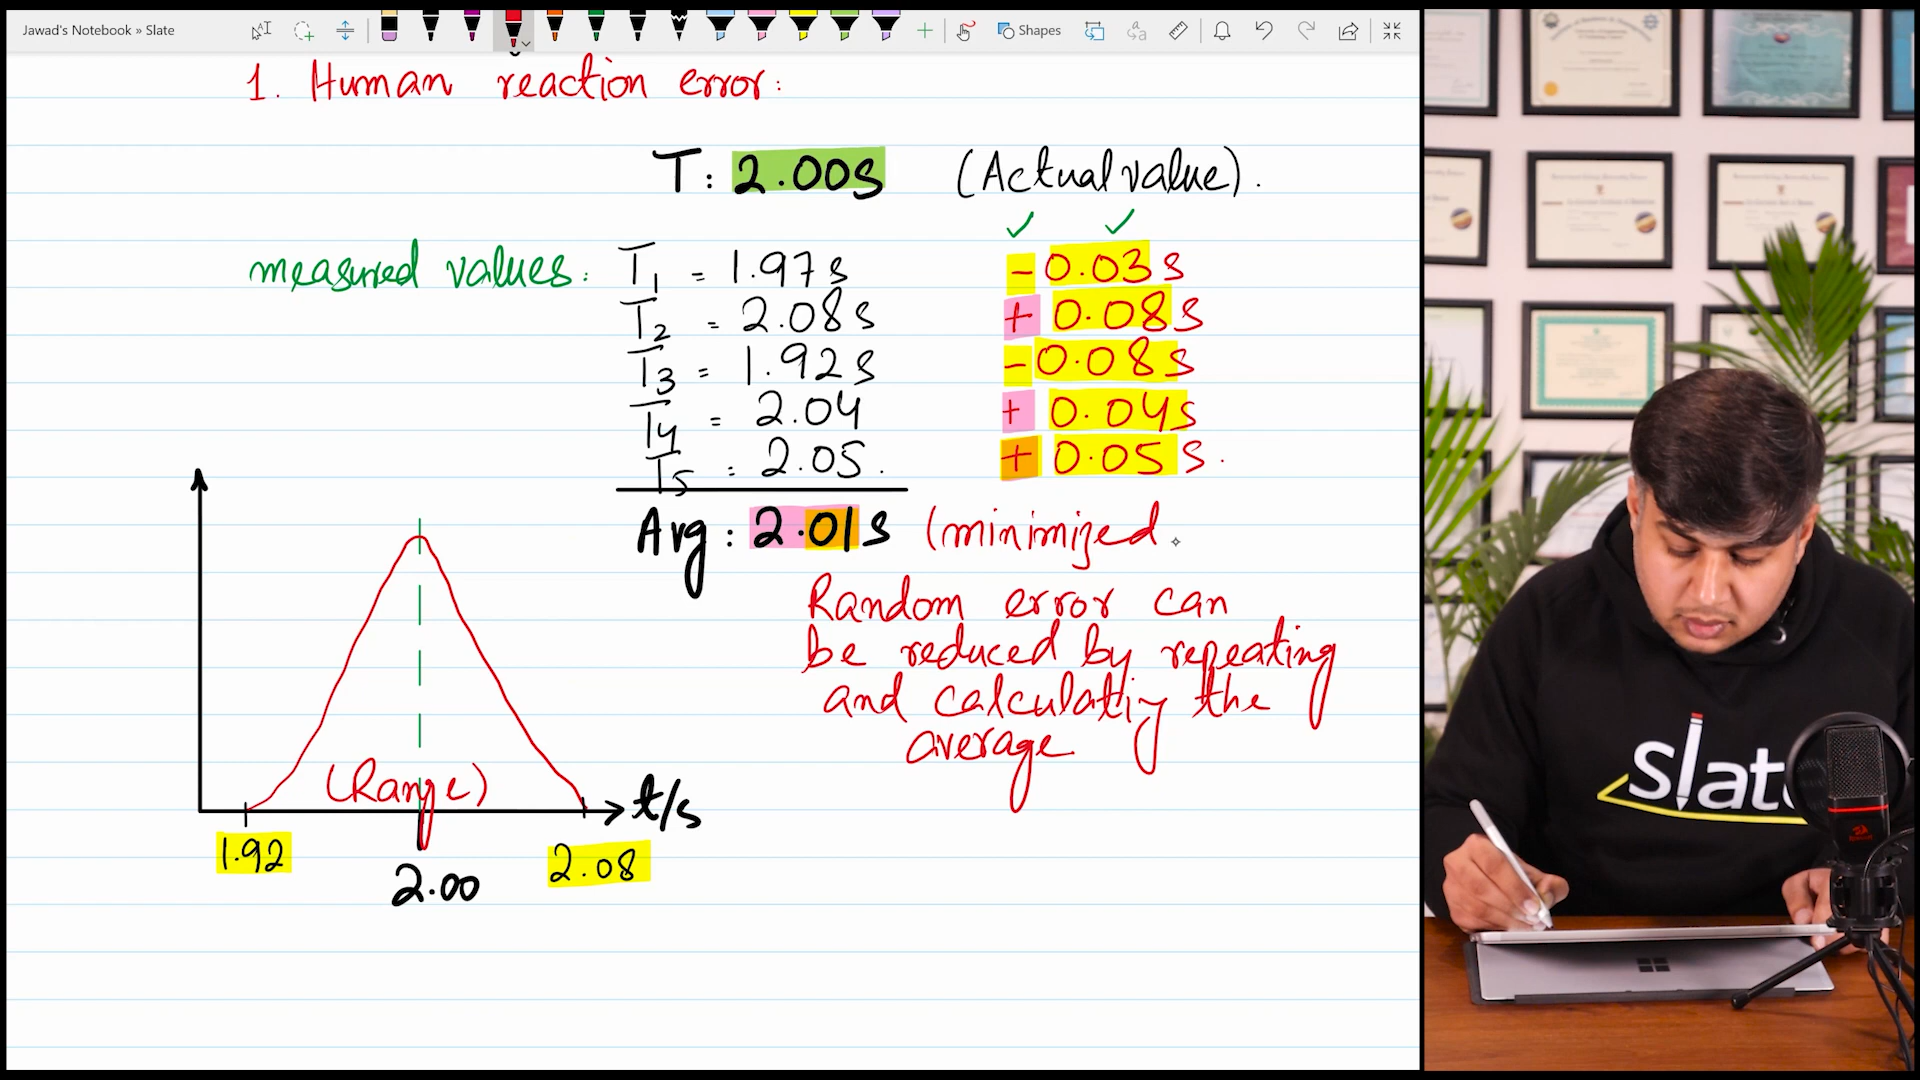 Jawad's Notebook » Slate
Shapes
1. Human reaction error:
T: 2.00s (Actual value).
✓ ✓
measured values: T1 = 1.97s - 0.03s
T2 = 2.08s + 0.08s
T3 = 1.92s - 0.08s
T4 = 2.04 + 0.04s
T5 : 2.05. + 0.05s.
Avg: 2.01s (minimized
Random error can
be reduced by repeating
and calculatiy the
average
(Range)
t/s
1.92
2.00
2.08
slat